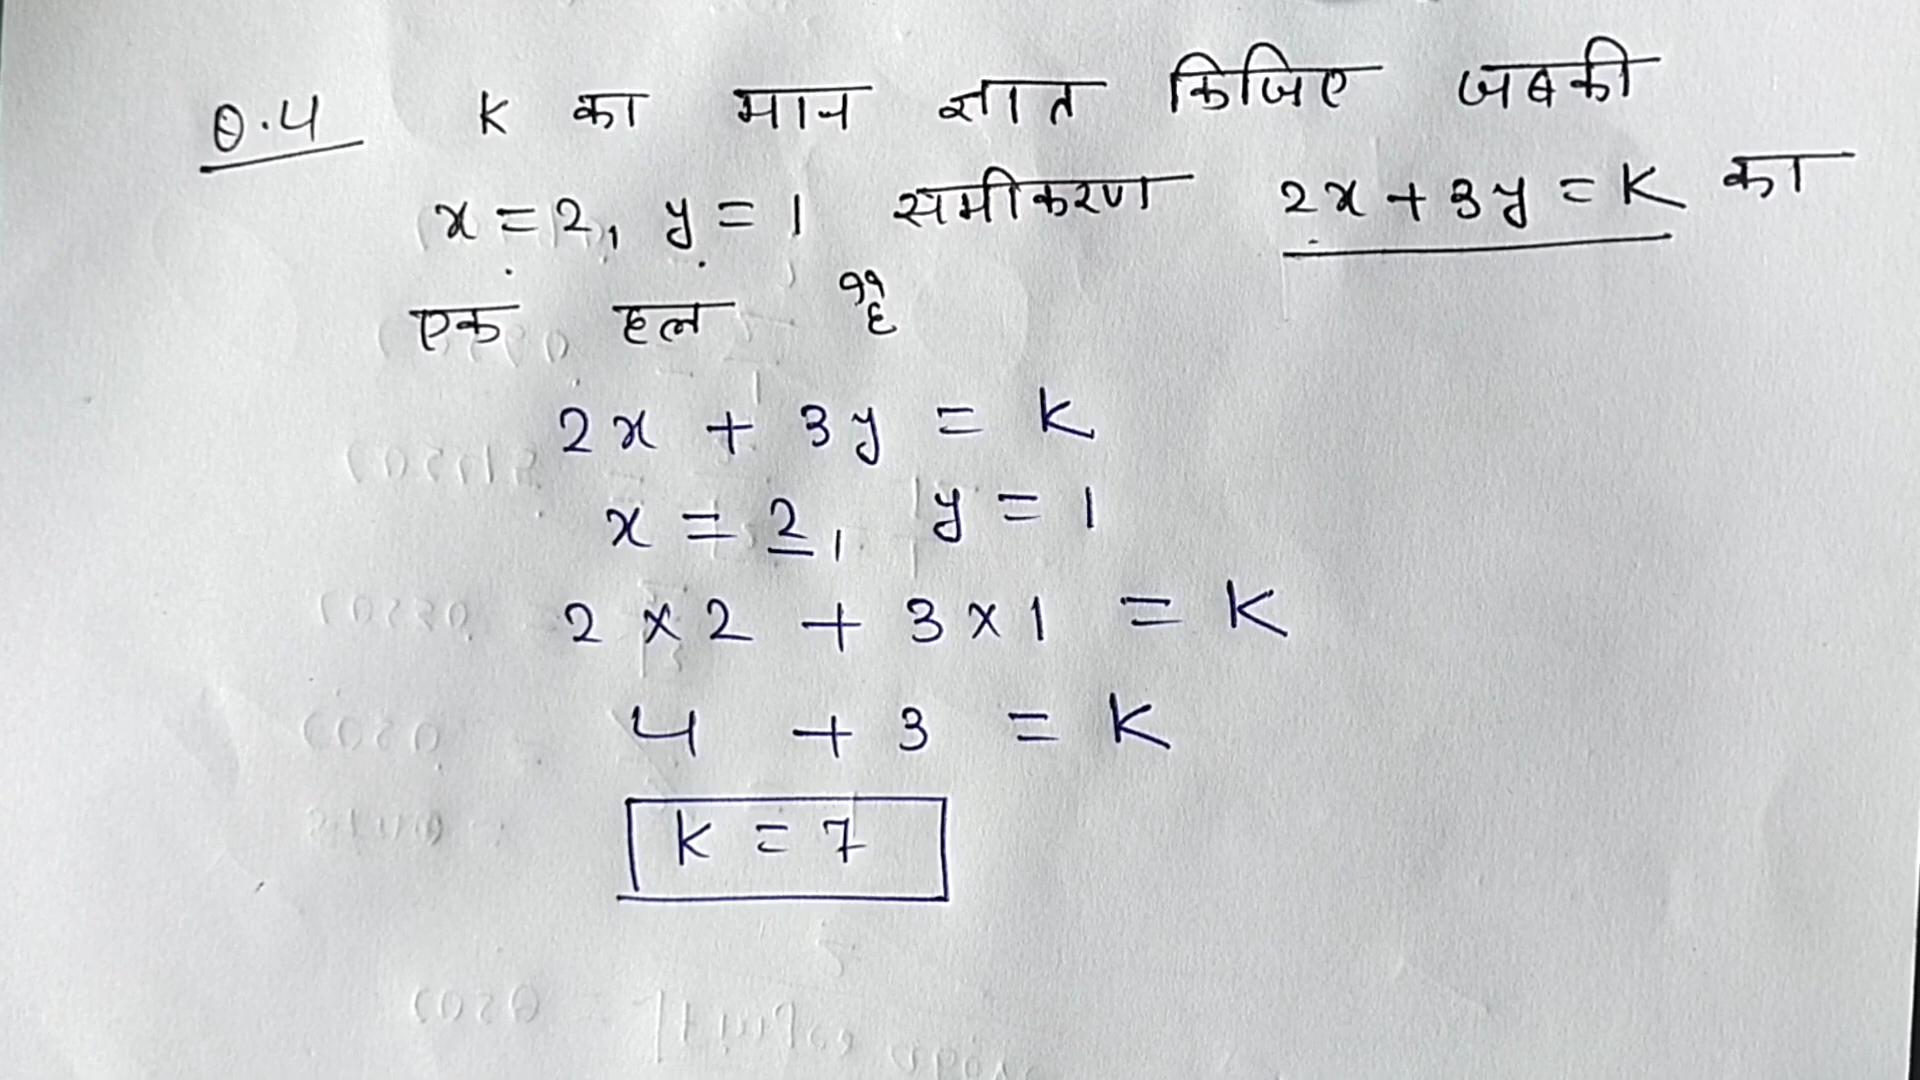 Q.4 K का मान ज्ञात किजिए जबकी
x = 2, y = 1 समीकरण 2x + 3y = K का
एक हल है
2x + 3y = K
x = 2, y = 1
2 × 2 + 3 × 1 = K
4 + 3 = K
K = 7